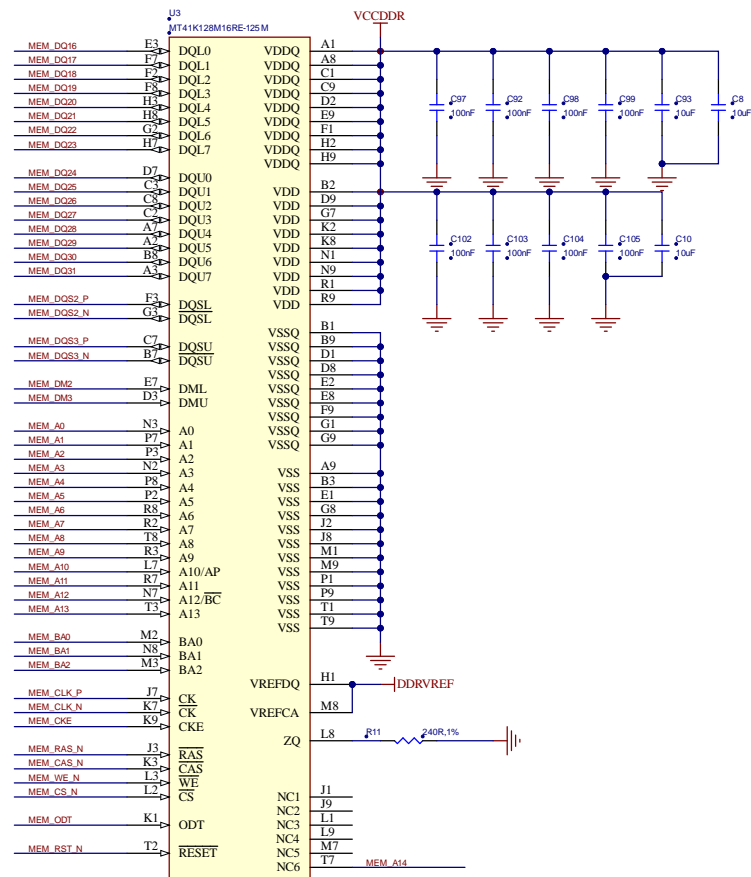 U3
MT41K128M16RE-125M
VCCDDR
MEM_DQ16 E3 DQL0 VDDQ A1
MEM_DQ17 F7 DQL1 VDDQ A8
MEM_DQ18 F2 DQL2 VDDQ C1
MEM_DQ19 F8 DQL3 VDDQ C9
MEM_DQ20 H3 DQL4 VDDQ D2
MEM_DQ21 H8 DQL5 VDDQ E9
MEM_DQ22 G2 DQL6 VDDQ F1
MEM_DQ23 H7 DQL7 VDDQ H2
VDDQ H9
C97 100nF
C92 100nF
C98 100nF
C99 100nF
C93 10uF
C8 10uF
MEM_DQ24 D7 DQU0
MEM_DQ25 C3 DQU1 VDD B2
MEM_DQ26 C8 DQU2 VDD D9
MEM_DQ27 C2 DQU3 VDD G7
MEM_DQ28 A7 DQU4 VDD K2
MEM_DQ29 A2 DQU5 VDD K8
MEM_DQ30 B8 DQU6 VDD N1
MEM_DQ31 A3 DQU7 VDD N9
VDD R1
MEM_DQS2_P F3 DQSL VDD R9
MEM_DQS2_N G3 DQSL
C102 100nF
C103 100nF
C104 100nF
C105 100nF
C10 10uF
VSSQ B1
MEM_DQS3_P C7 DQSU VSSQ B9
MEM_DQS3_N B7 DQSU VSSQ D1
VSSQ D8
MEM_DM2 E7 DML VSSQ E2
MEM_DM3 D3 DMU VSSQ E8
VSSQ F9
MEM_A0 N3 A0 VSSQ G1
MEM_A1 P7 A1 VSSQ G9
MEM_A2 P3 A2
MEM_A3 N2 A3 VSS A9
MEM_A4 P8 A4 VSS B3
MEM_A5 P2 A5 VSS E1
MEM_A6 R8 A6 VSS G8
MEM_A7 R2 A7 VSS J2
MEM_A8 T8 A8 VSS J8
MEM_A9 R3 A9 VSS M1
MEM_A10 L7 A10/AP VSS M9
MEM_A11 R7 A11 VSS P1
MEM_A12 N7 A12/BC VSS P9
MEM_A13 T3 A13 VSS T1
VSS T9
MEM_BA0 M2 BA0
MEM_BA1 N8 BA1
MEM_BA2 M3 BA2
VREFDQ H1 DDRVREF
MEM_CLK_P J7 CK
MEM_CLK_N K7 CK VREFCA M8
MEM_CKE K9 CKE
ZQ L8 R11 240R,1%
MEM_RAS_N J3 RAS
MEM_CAS_N K3 CAS
MEM_WE_N L3 WE
MEM_CS_N L2 CS NC1 J1
NC2 J9
MEM_ODT K1 ODT NC3 L1
NC4 L9
MEM_RST_N T2 RESET NC5 M7
NC6 T7 MEM_A14